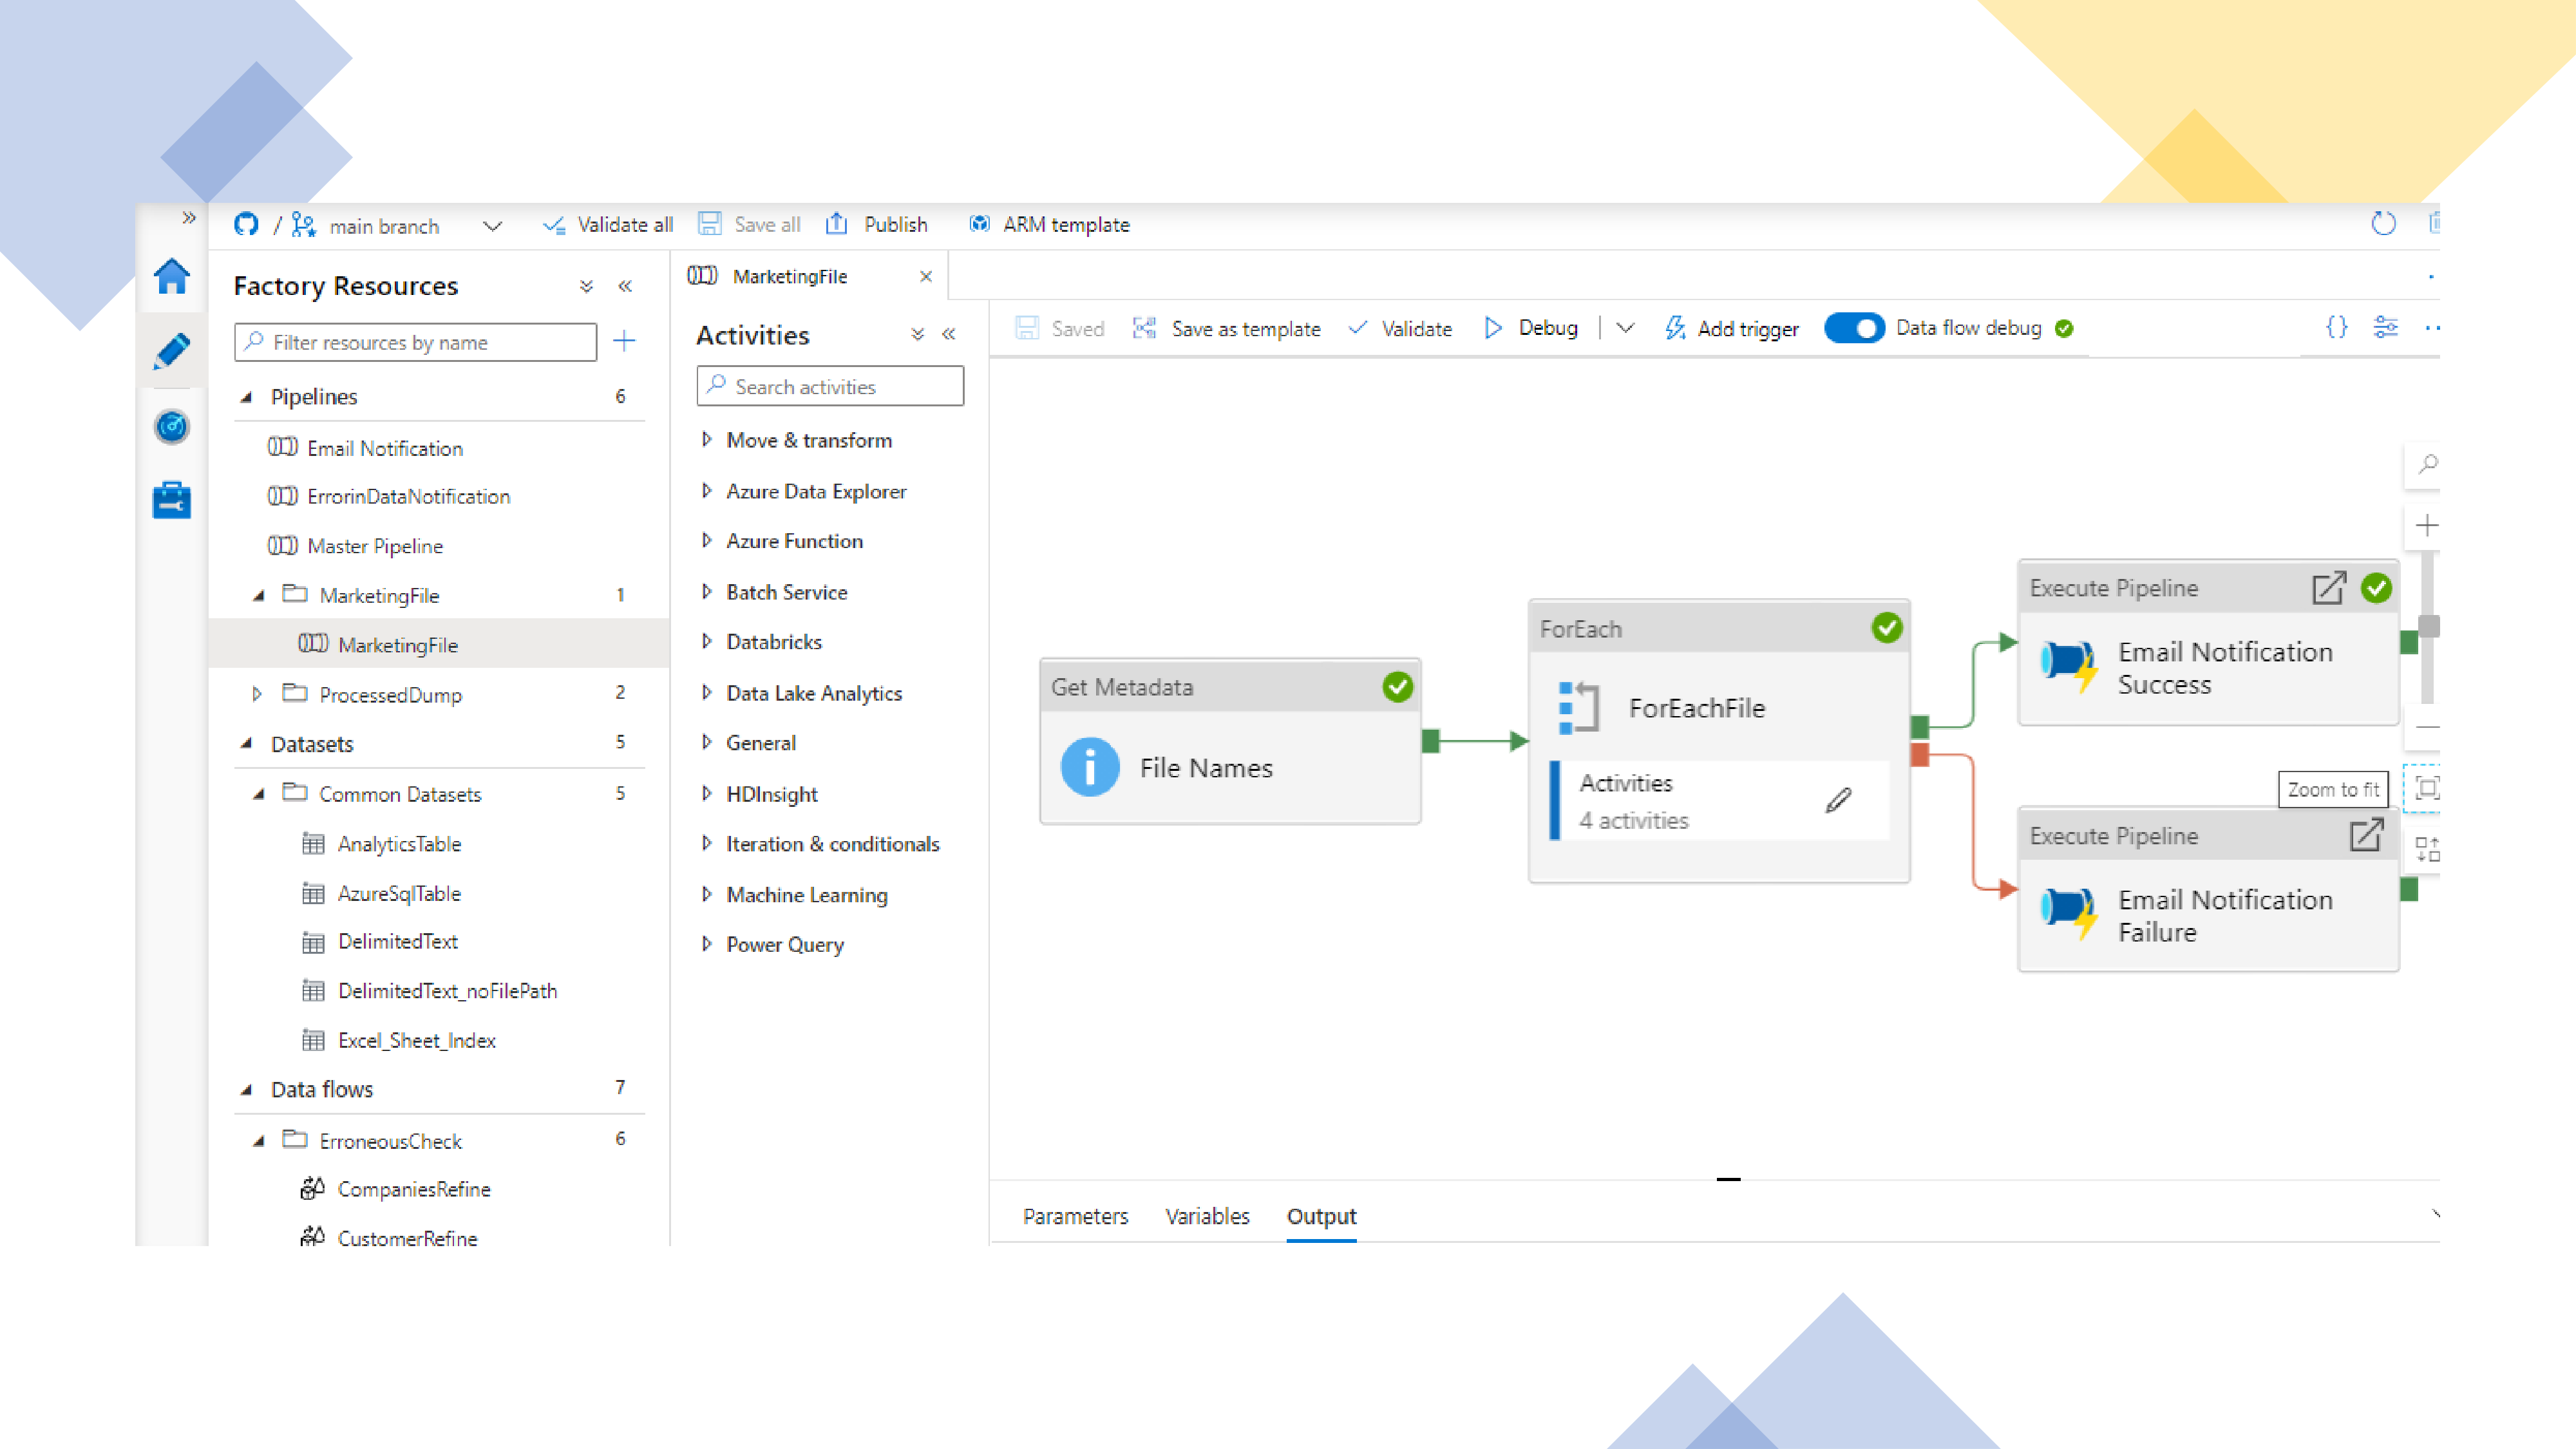 / main branch Validate all Save all Publish ARM template
Factory Resources
Filter resources by name
Pipelines 6
Email Notification
ErrorinDataNotification
Master Pipeline
MarketingFile 1
MarketingFile
ProcessedDump 2
Datasets 5
Common Datasets 5
AnalyticsTable
AzureSqlTable
DelimitedText
DelimitedText_noFilePath
Excel_Sheet_Index
Data flows 7
ErroneousCheck 6
CompaniesRefine
CustomerRefine
MarketingFile
Activities
Search activities
Move & transform
Azure Data Explorer
Azure Function
Batch Service
Databricks
Data Lake Analytics
General
HDInsight
Iteration & conditionals
Machine Learning
Power Query
Saved Save as template Validate Debug Add trigger Data flow debug
Get Metadata
File Names
ForEach
ForEachFile
Activities
4 activities
Execute Pipeline
Email Notification
Success
Zoom to fit
Execute Pipeline
Email Notification
Failure
Parameters Variables Output